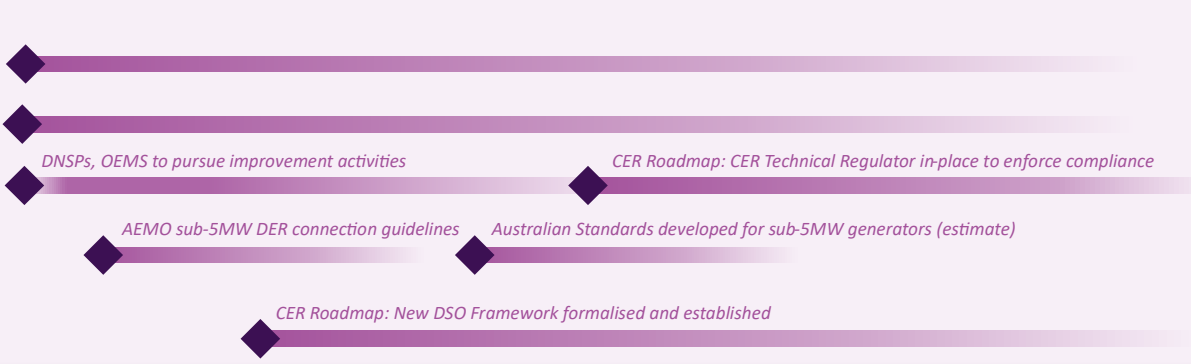 DNSPs, OEMS to pursue improvement activities
CER Roadmap: CER Technical Regulator in-place to enforce compliance
AEMO sub-5MW DER connection guidelines
Australian Standards developed for sub-5MW generators (estimate)
CER Roadmap: New DSO Framework formalised and established